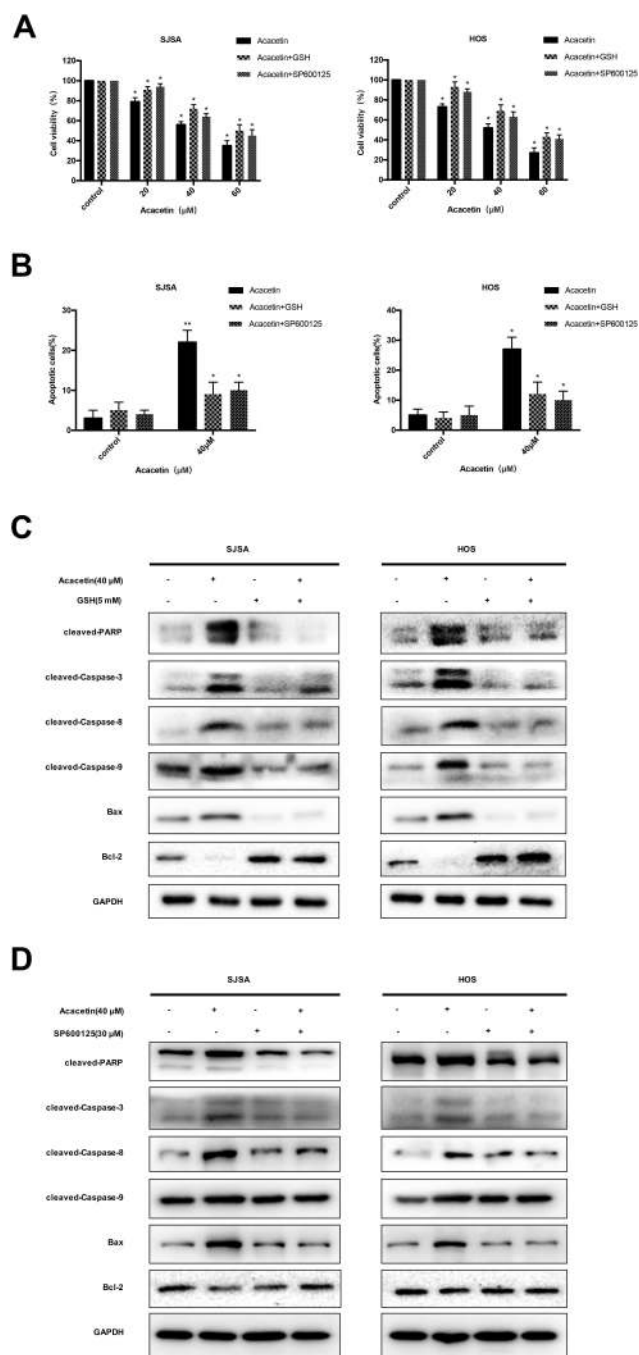 A
SJSA
Acacetin
Acacetin+GSH
Acacetin+SP600125
Cell viability (%)
120
100
80
60
40
20
0
control
20
40
60
Acacetin (μM)
HOS
Acacetin
Acacetin+GSH
Acacetin+SP600125
Cell viability (%)
120
100
80
60
40
20
0
control
20
40
60
Acacetin (μM)
B
SJSA
Acacetin
Acacetin+GSH
Acacetin+SP600125
Apoptotic cells(%)
30
20
10
0
control
40μM
Acacetin (μM)
HOS
Acacetin
Acacetin+GSH
Acacetin+SP600125
Apoptotic cells(%)
40
30
20
10
0
control
40μM
Acacetin (μM)
C
SJSA HOS
Acacetin(40 μM) - + - + - + - +
GSH(5 mM) - - + + - - + +
cleaved-PARP
cleaved-Caspase-3
cleaved-Caspase-8
cleaved-Caspase-9
Bax
Bcl-2
GAPDH
D
SJSA HOS
Acacetin(40 μM) - + - + - + - +
SP600125(30 μM) - - + + - - + +
cleaved-PARP
cleaved-Caspase-3
cleaved-Caspase-8
cleaved-Caspase-9
Bax
Bcl-2
GAPDH